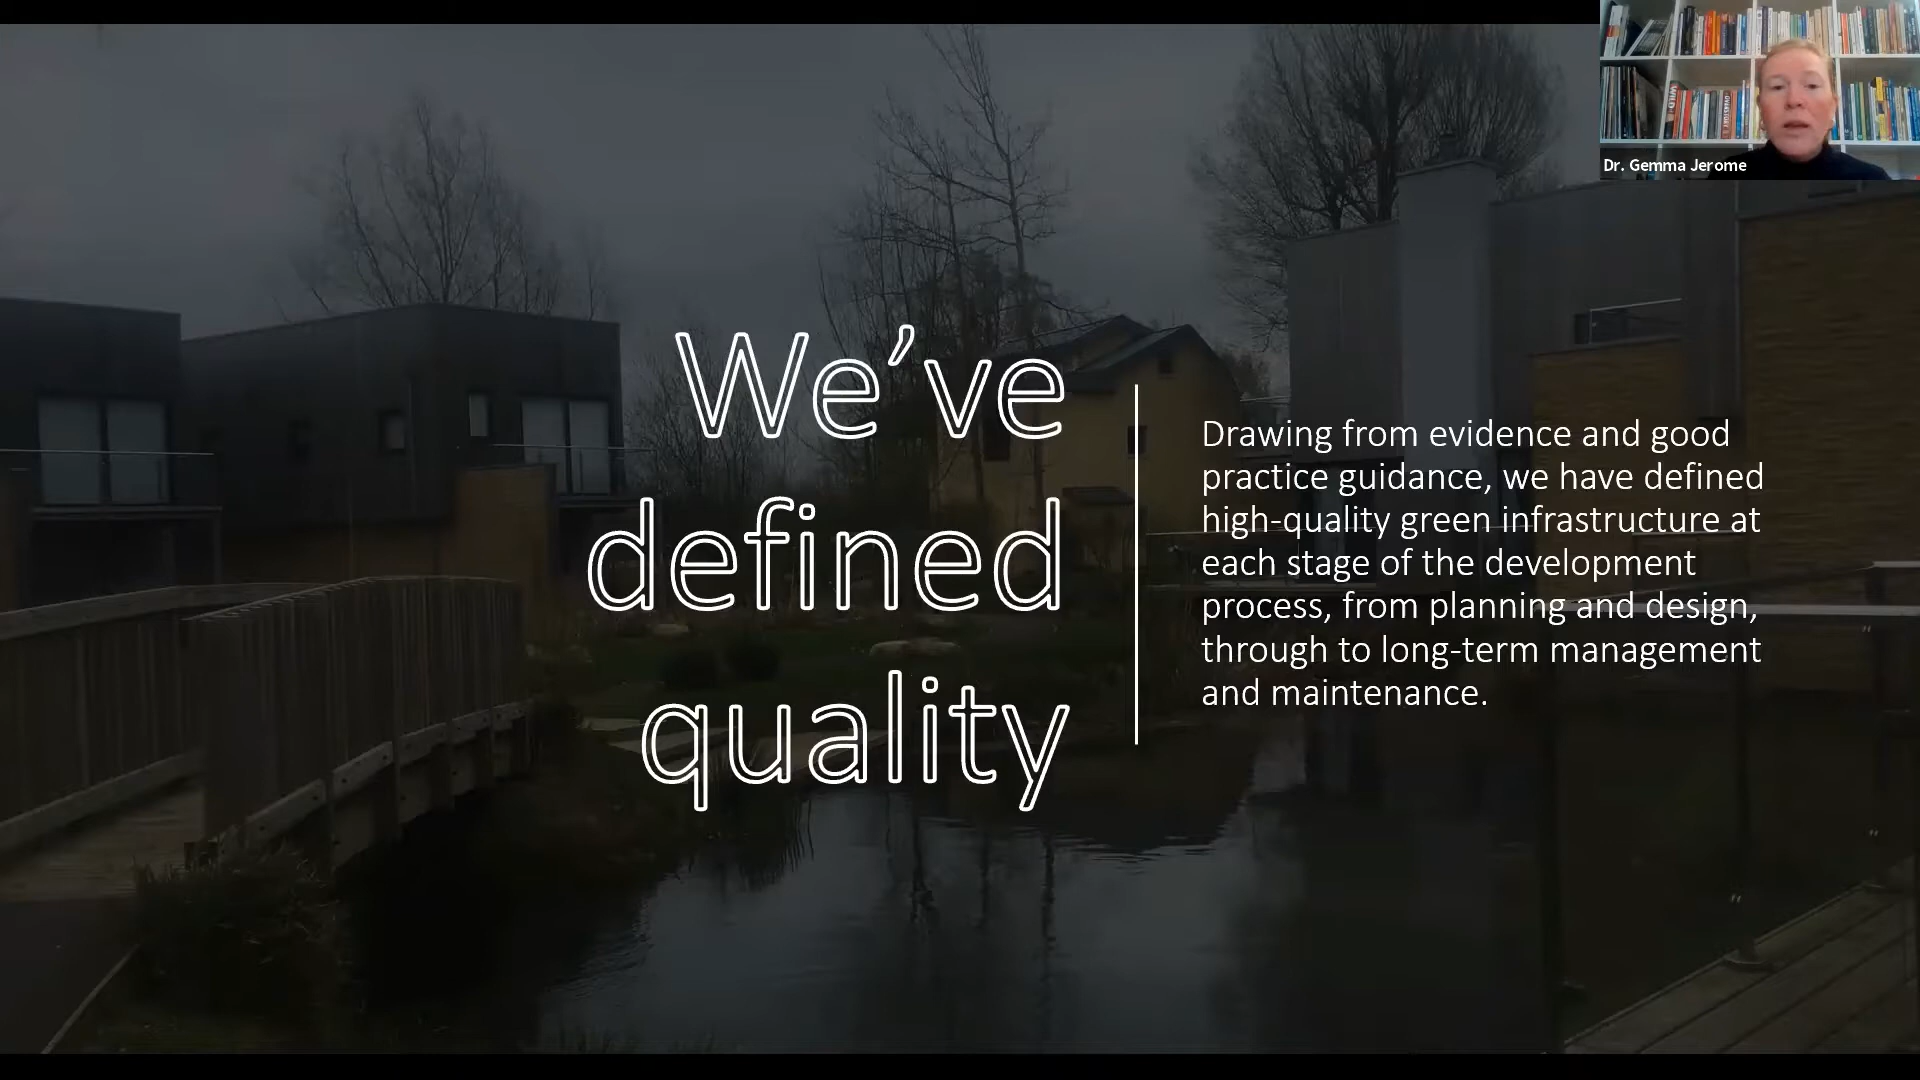 Dr. Gemma Jerome
We’ve
defined
quality
Drawing from evidence and good
practice guidance, we have defined
high-quality green infrastructure at
each stage of the development
process, from planning and design,
through to long-term management
and maintenance.